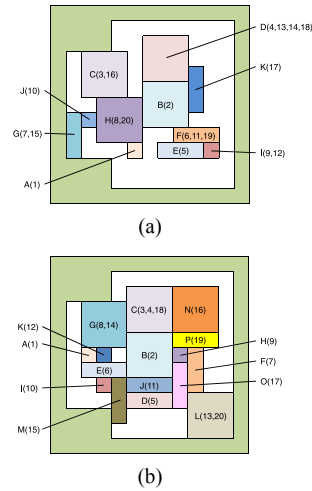 D(4,13,14,18)
C(3,16)
K(17)
J(10)
H(8,20)
B(2)
G(7,15)
F(6,11,19)
E(5)
I(9,12)
A(1)
(a)
C(3,4,18)
N(16)
G(8,14)
K(12)
P(19)
H(9)
A(1)
B(2)
F(7)
E(6)
J(11)
O(17)
I(10)
D(5)
L(13,20)
M(15)
(b)